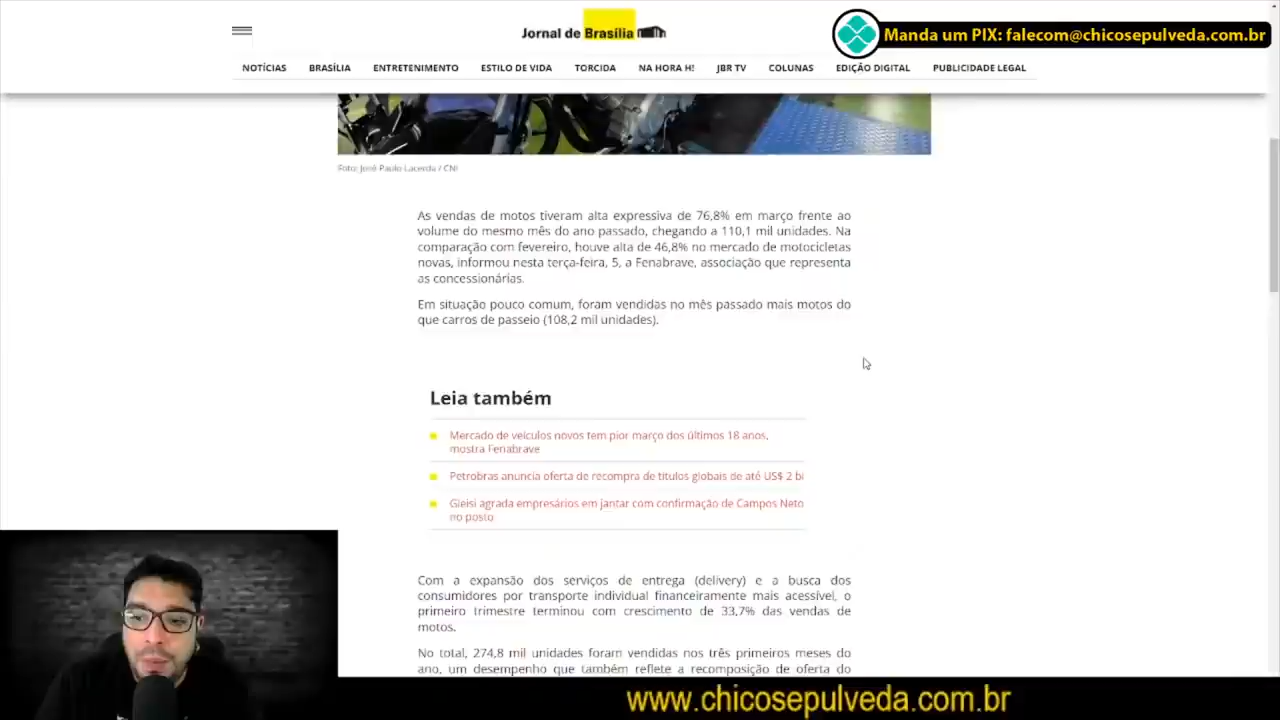 Jornal de Brasília
Manda um PIX: falecom@chicosepulveda.com.br
NOTÍCIAS BRASÍLIA ENTRETENIMENTO ESTILO DE VIDA TORCIDA NA HORA H! JBR TV COLUNAS EDIÇÃO DIGITAL PUBLICIDADE LEGAL
Foto: José Paulo Lacerda / CNI
As vendas de motos tiveram alta expressiva de 76,8% em março frente ao
volume do mesmo mês do ano passado, chegando a 110,1 mil unidades. Na
comparação com fevereiro, houve alta de 46,8% no mercado de motocicletas
novas, informou nesta terça-feira, 5, a Fenabrave, associação que representa
as concessionárias.
Em situação pouco comum, foram vendidas no mês passado mais motos do
que carros de passeio (108,2 mil unidades).
Leia também
Mercado de veículos novos tem pior março dos últimos 18 anos,
mostra Fenabrave
Petrobras anuncia oferta de recompra de títulos globais de até US$ 2 bi
Gleisi agrada empresários em jantar com confirmação de Campos Neto
no posto
Com a expansão dos serviços de entrega (delivery) e a busca dos
consumidores por transporte individual financeiramente mais acessível, o
primeiro trimestre terminou com crescimento de 33,7% das vendas de
motos.
No total, 274,8 mil unidades foram vendidas nos três primeiros meses do
ano, um desempenho que também reflete a recomposição de oferta do
www.chicosepulveda.com.br